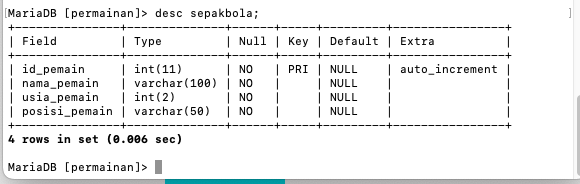 [MariaDB [permainan]> desc sepakbola; ]
+---------------+--------------+------+-----+---------+----------------+
| Field         | Type         | Null | Key | Default | Extra          |
+---------------+--------------+------+-----+---------+----------------+
| id_pemain     | int(11)      | NO   | PRI | NULL    | auto_increment |
| nama_pemain   | varchar(100) | NO   |     | NULL    |                |
| usia_pemain   | int(2)       | NO   |     | NULL    |                |
| posisi_pemain | varchar(50)  | NO   |     | NULL    |                |
+---------------+--------------+------+-----+---------+----------------+
4 rows in set (0.006 sec)
MariaDB [permainan]>